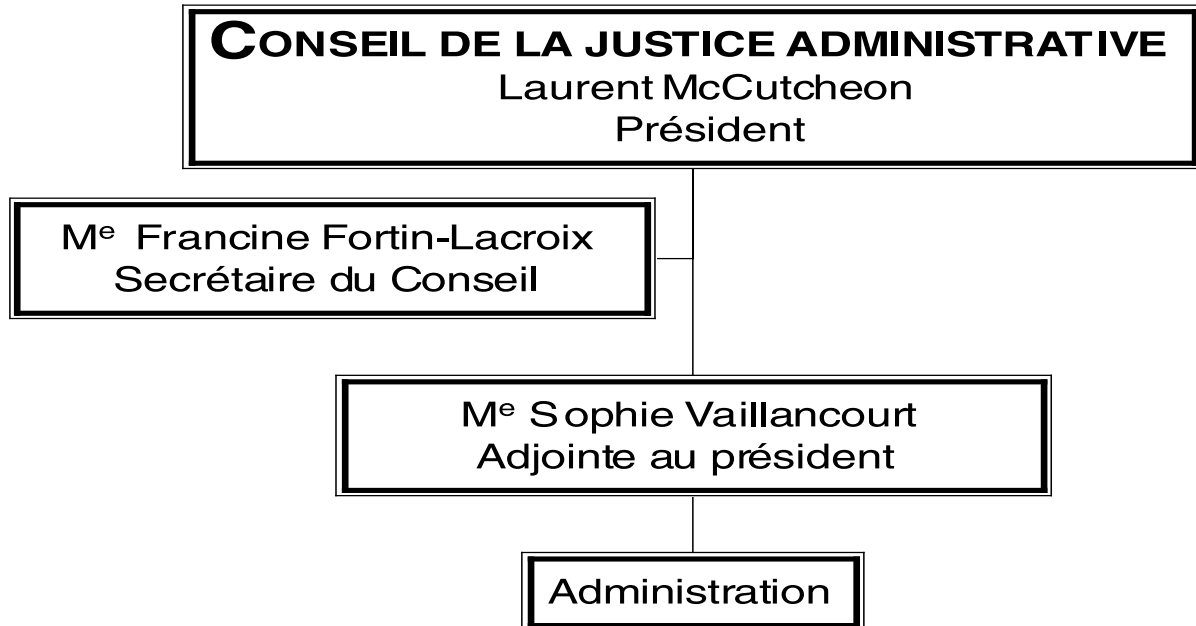 CONSEIL DE LA JUSTICE ADMINISTRATIVE
Laurent McCutcheon
Président
Mᵉ Francine Fortin-Lacroix
Secrétaire du Conseil
Mᵉ Sophie Vaillancourt
Adjointe au président
Administration